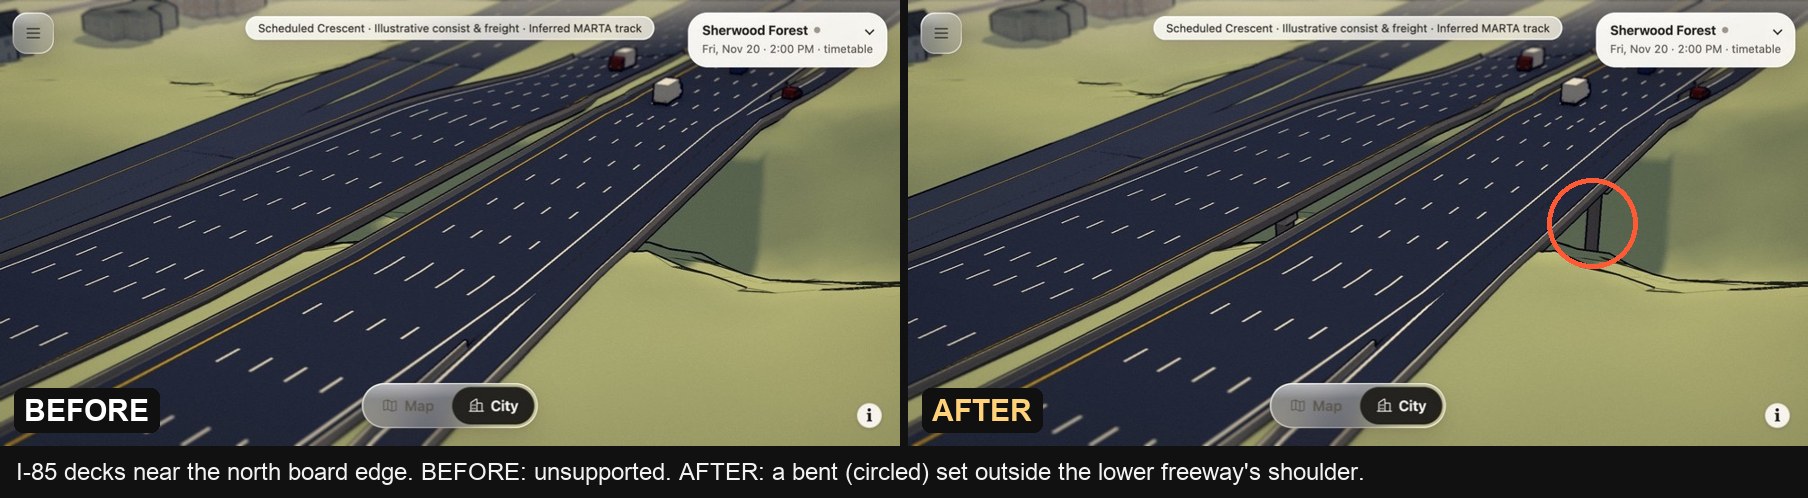 Scheduled Crescent · Illustrative consist & freight · Inferred MARTA track
Sherwood Forest
Fri, Nov 20 · 2:00 PM · timetable
Map
City
i
BEFORE
Scheduled Crescent · Illustrative consist & freight · Inferred MARTA track
Sherwood Forest
Fri, Nov 20 · 2:00 PM · timetable
Map
City
i
AFTER
I-85 decks near the north board edge. BEFORE: unsupported. AFTER: a bent (circled) set outside the lower freeway's shoulder.